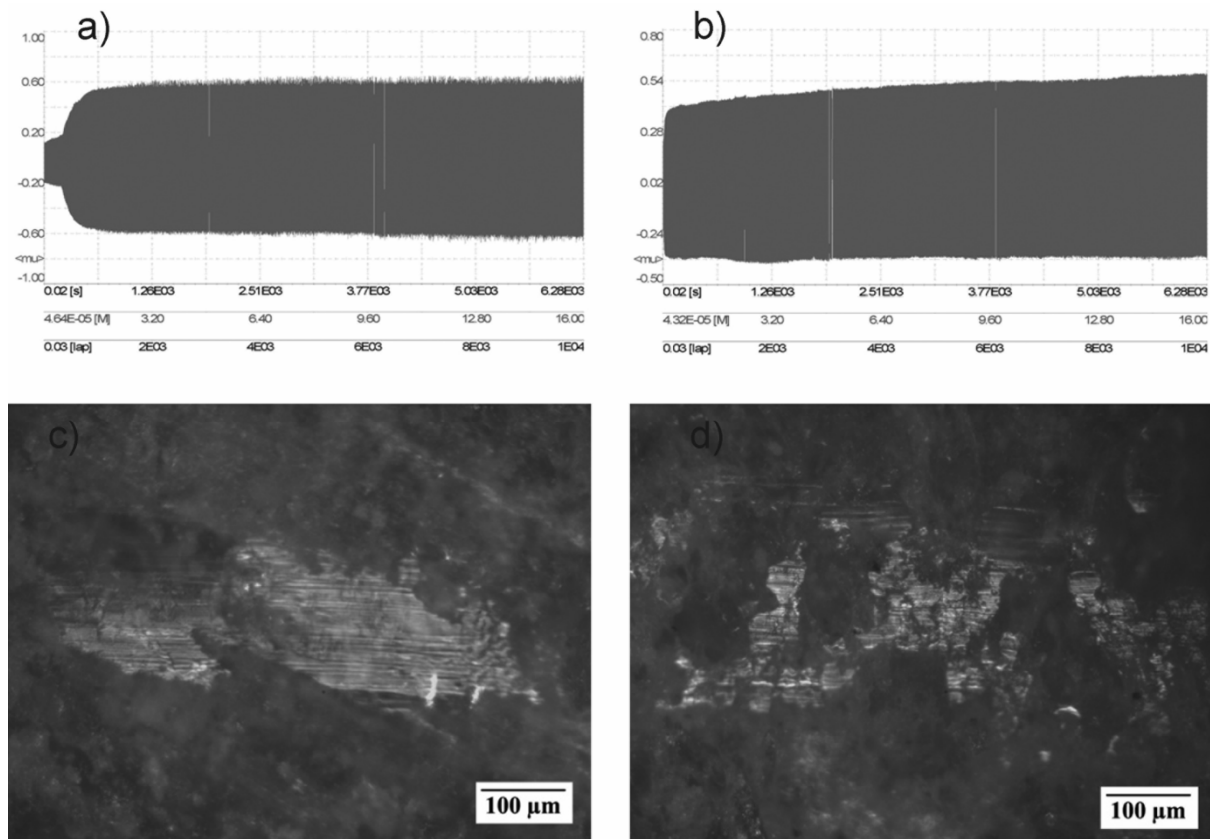 a)
1.00
0.60
0.20
-0.20
-0.60
<mu>
-1.00
0.02 [s] 1.26E03 2.51E03 3.77E03 5.03E03 6.28E03
4.64E-05 [M] 3.20 6.40 9.60 12.80 16.00
0.03 [lap] 2E03 4E03 6E03 8E03 1E04
b)
0.80
0.54
0.28
0.02
-0.24
<mu>
-0.50
0.02 [s] 1.26E03 2.51E03 3.77E03 5.03E03 6.28E03
4.32E-05 [M] 3.20 6.40 9.60 12.80 16.00
0.03 [lap] 2E03 4E03 6E03 8E03 1E04
c)
100 µm
d)
100 µm